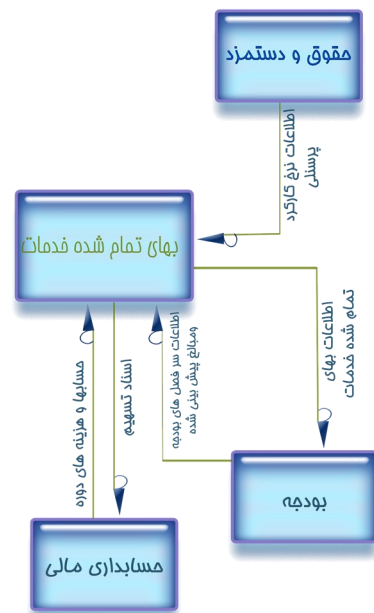 حقوق و دستمزد
اطلاعات نرخ کارکرد
پرسنلی
بهای تمام شده خدمات
اطلاعات بهای
تمام شده خدمات
اطلاعات سر فصل
بودجه بودجه های پیش بینی
شده
اسناد تسهیم
حسابها و هزینه های دوره
بودجه
حسابداری مالی